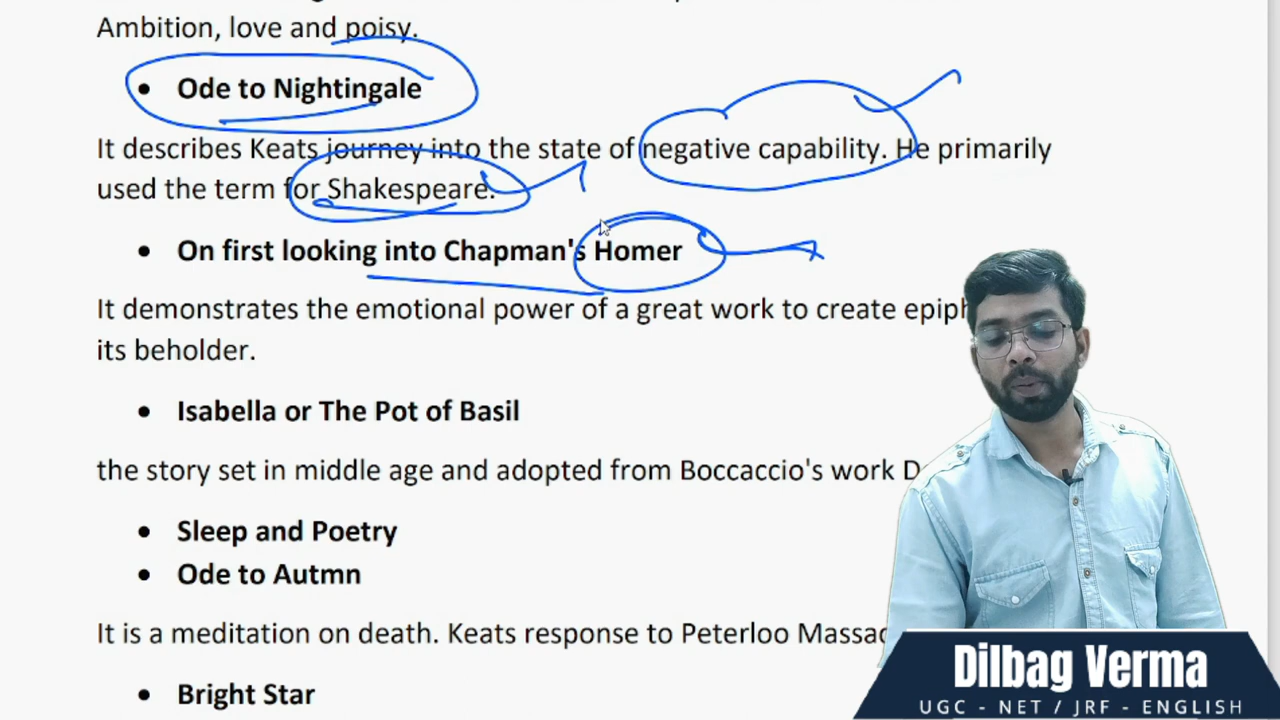 Ambition, love and poisy.
• Ode to Nightingale
It describes Keats journey into the state of negative capability. He primarily
used the term for Shakespeare.
• On first looking into Chapman's Homer
It demonstrates the emotional power of a great work to create
its beholder.
• Isabella or The Pot of Basil
the story set in middle age and adopted from Boccaccio's work
• Sleep and Poetry
• Ode to Autmn
It is a meditation on death. Keats response to Peterloo
• Bright Star
Dilbag Verma
UGC - NET / JRF - ENGLISH